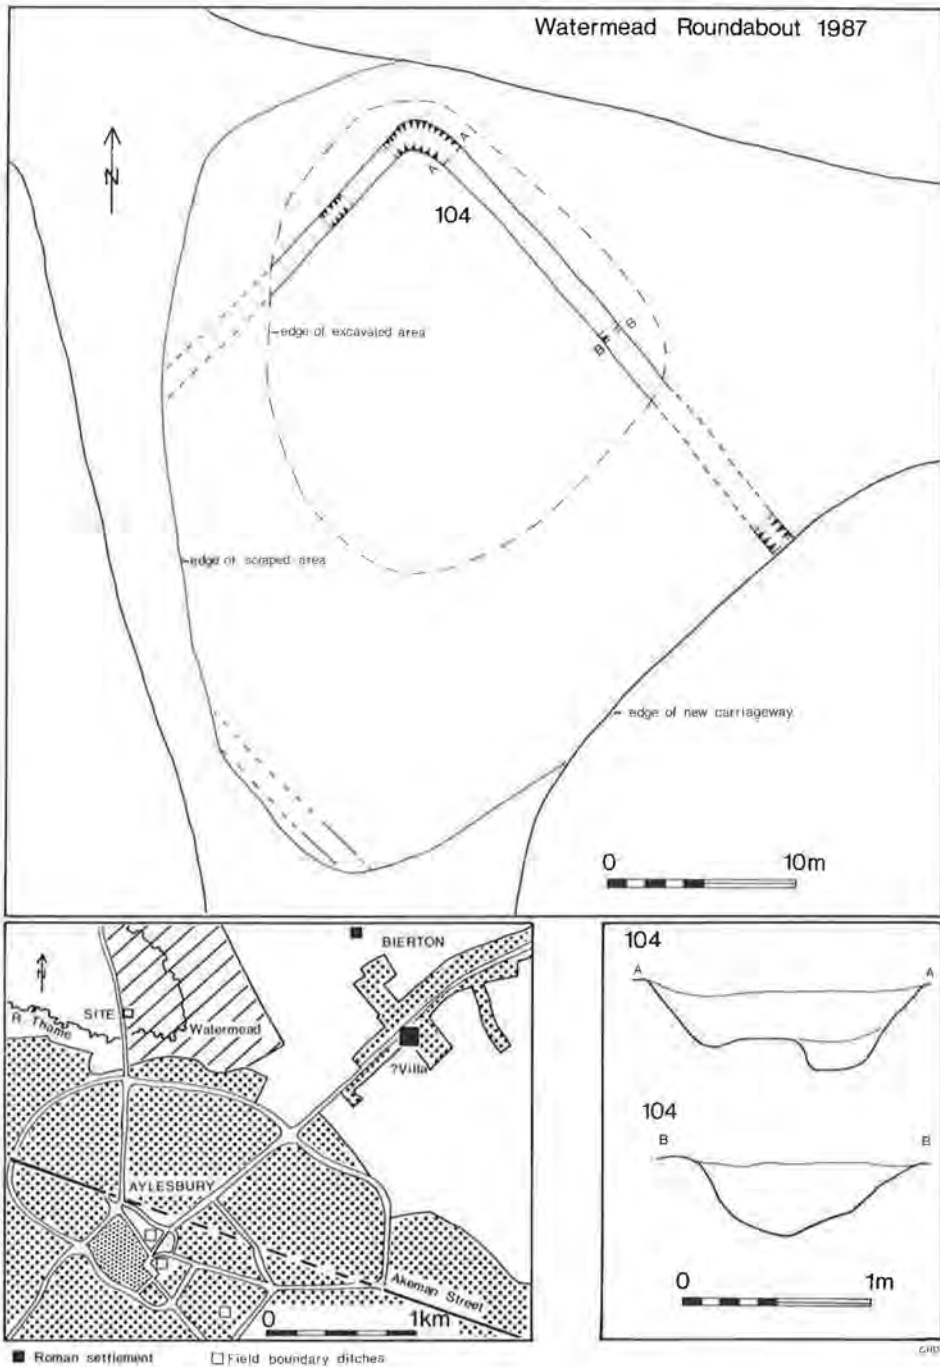 Watermead Roundabout 1987
N
A
A
104
B
B
edge of excavated area
edge of scraped area
edge of new carriageway
0 10m
N
BIERTON
SITE
R. Thame
Watermead
?Villa
AYLESBURY
Akeman Street
0 1km
Roman settlement
Field boundary ditches
104
A A
104
B B
0 1m